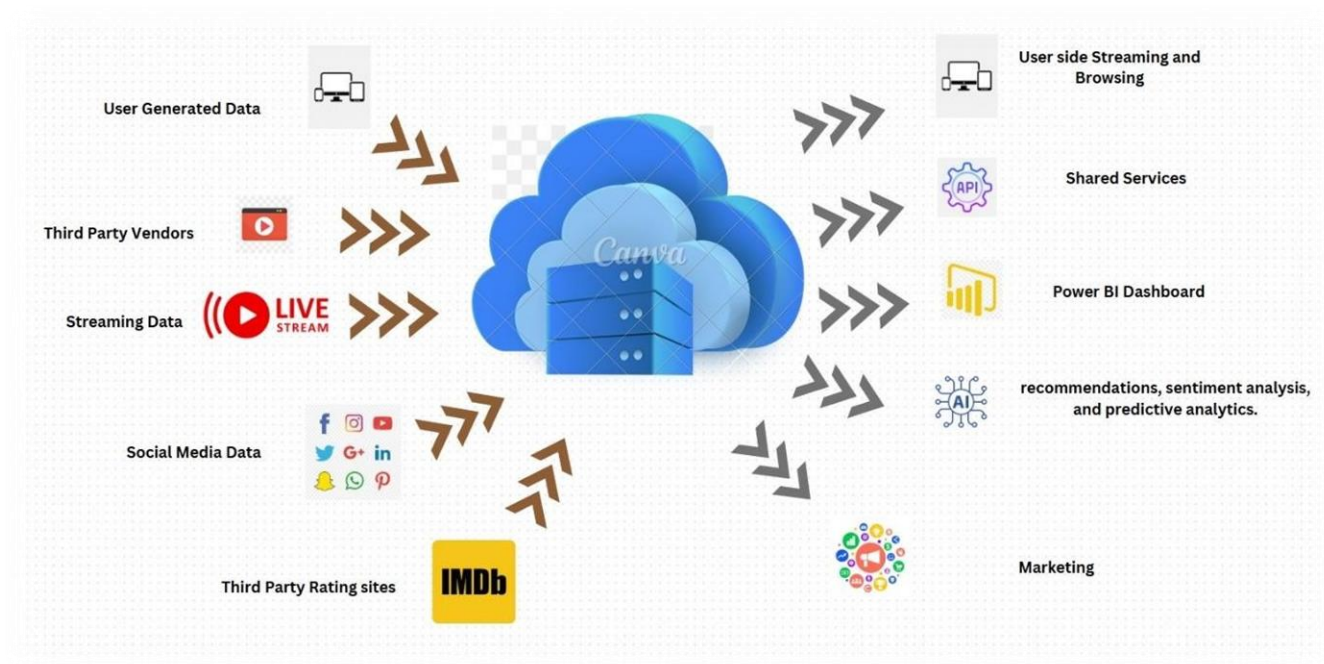 User Generated Data
Third Party Vendors
Streaming Data
LIVE
STREAM
Social Media Data
f
G+
in
Third Party Rating sites
IMDb
Canva
User side Streaming and
Browsing
API
Shared Services
Power BI Dashboard
AI
recommendations, sentiment analysis,
and predictive analytics.
Marketing